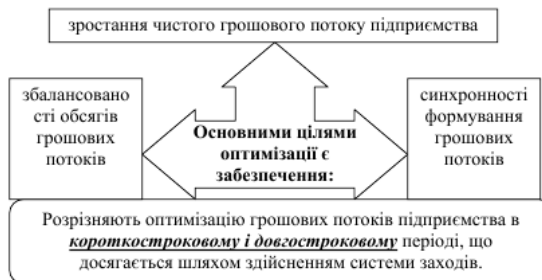 зростання чистого грошового потоку підприємства
збалансовано
сті обсягів
грошових
потоків
Основними цілями
оптимізації є
забезпечення:
синхронності
формування
грошових
потоків
Розрізняють оптимізацію грошових потоків підприємства в
короткостроковому і довгостроковому періоді, що
досягається шляхом здійсненням системи заходів.